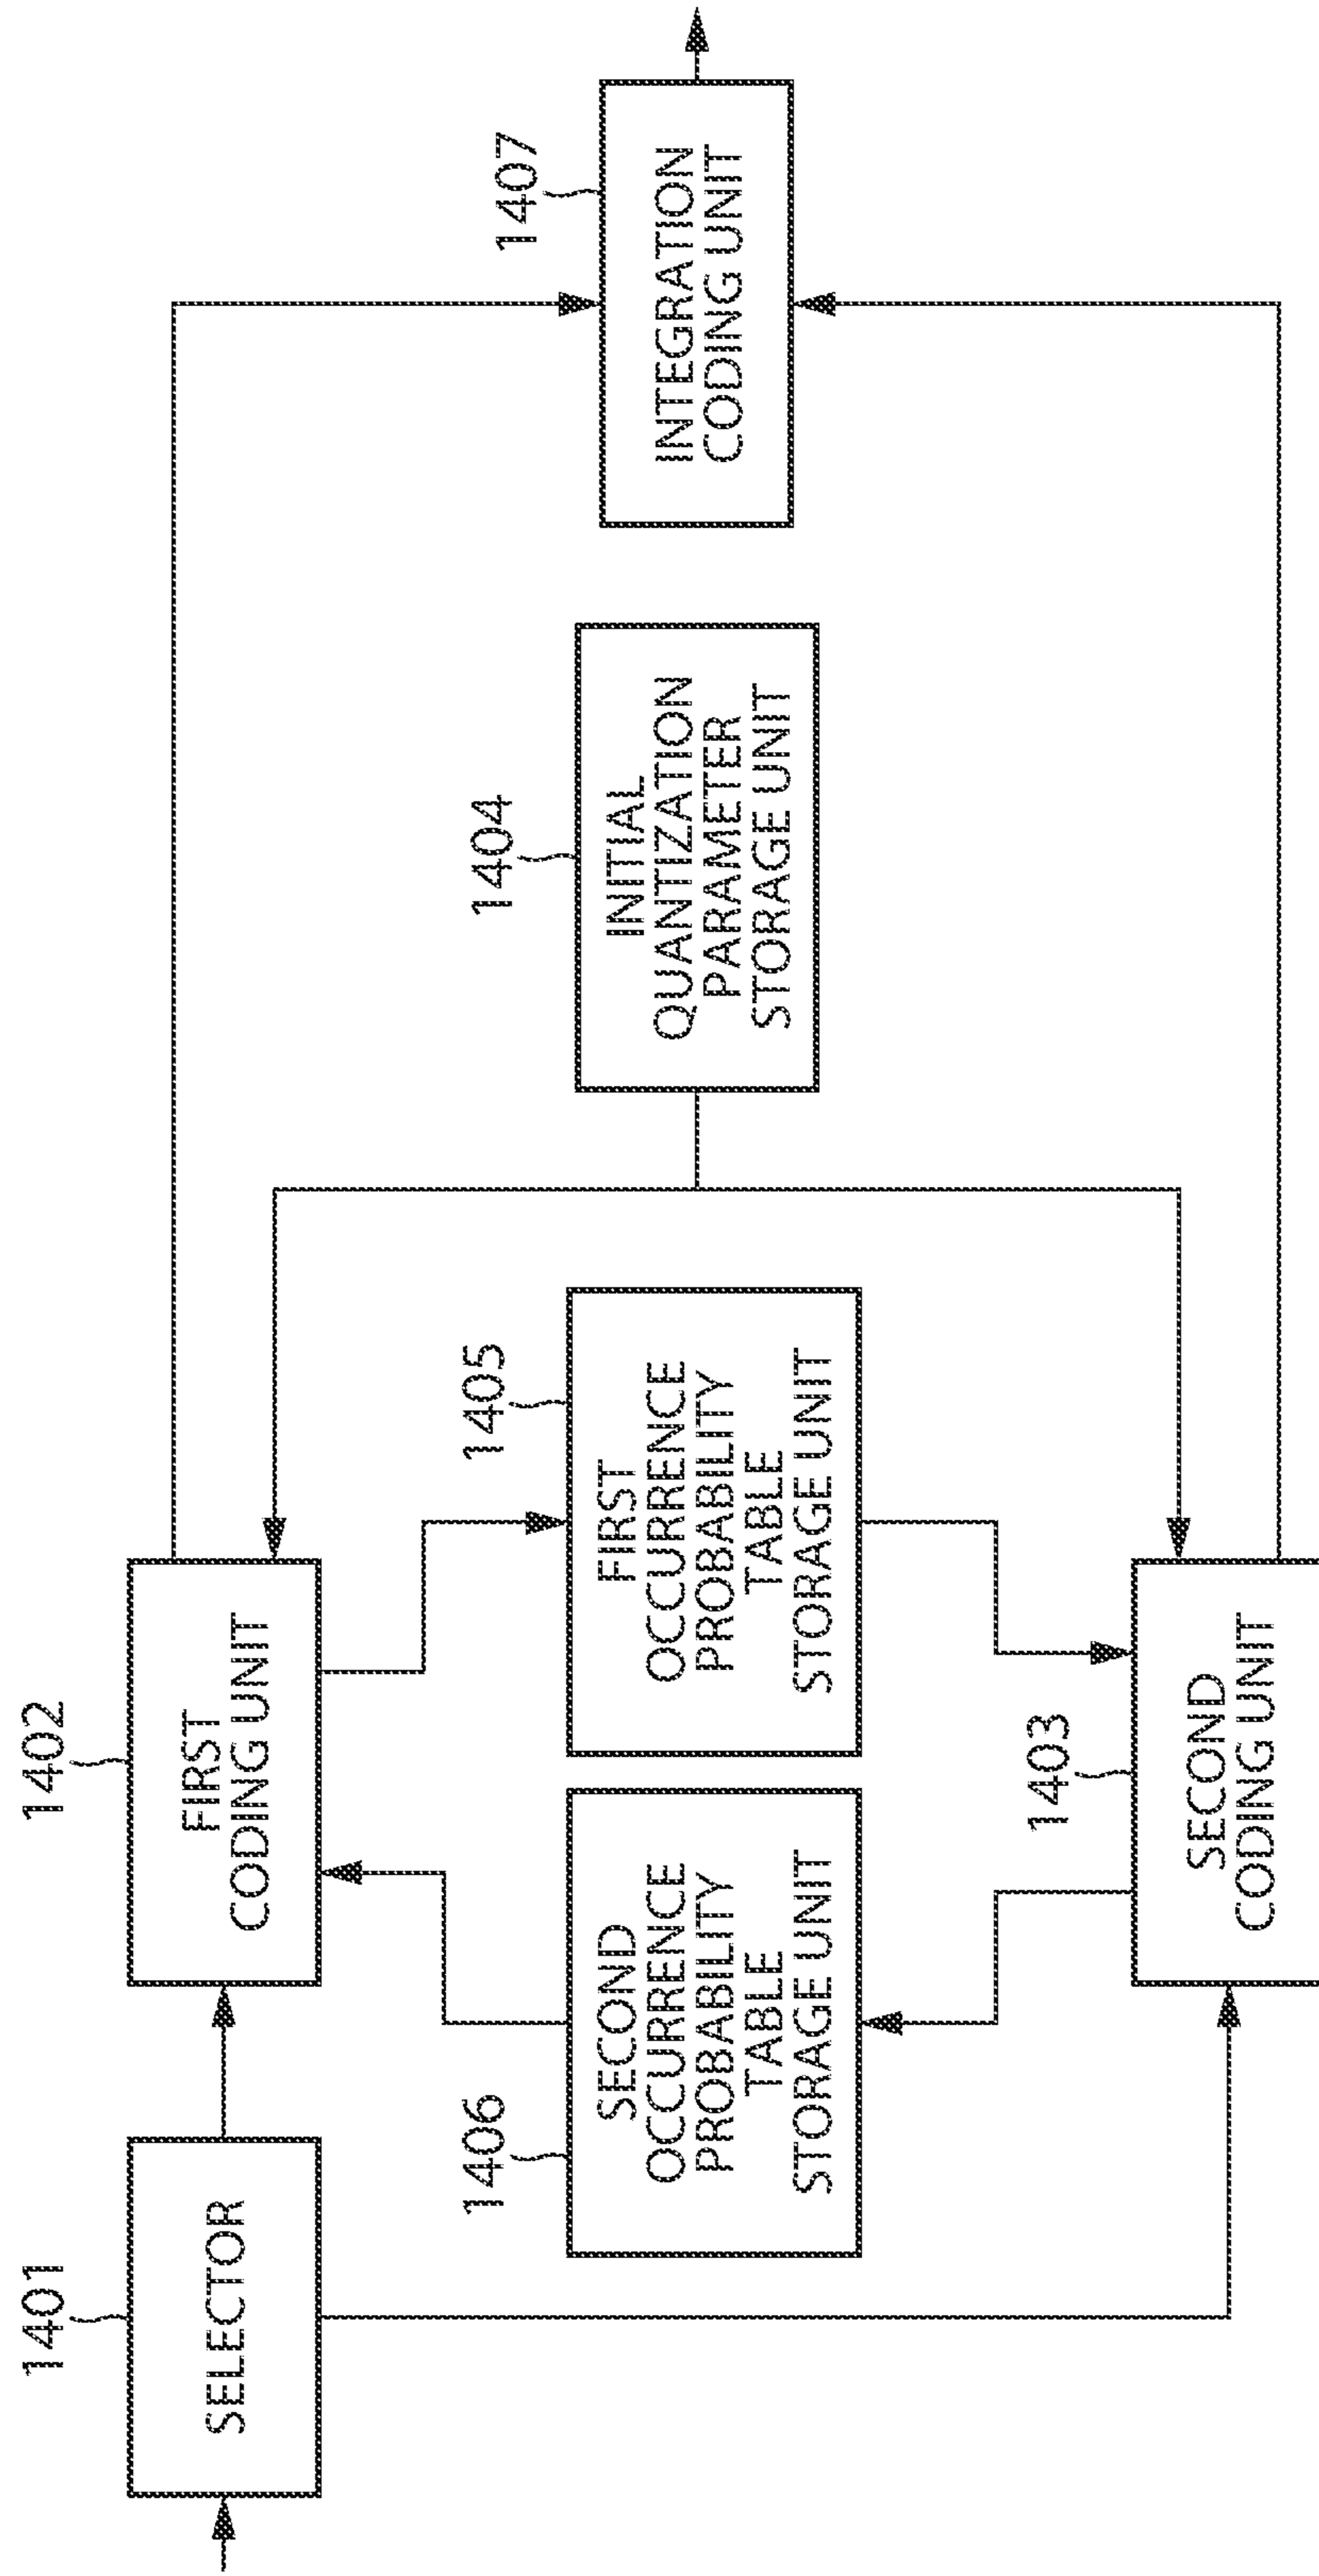 1401
SELECTOR
1402
FIRST
CODING UNIT
1406
SECOND
OCCURRENCE
PROBABILITY
TABLE
STORAGE UNIT
1405
FIRST
OCCURRENCE
PROBABILITY
TABLE
STORAGE UNIT
1403
SECOND
CODING UNIT
1404
INITIAL
QUANTIZATION
PARAMETER
STORAGE UNIT
1407
INTEGRATION
CODING UNIT